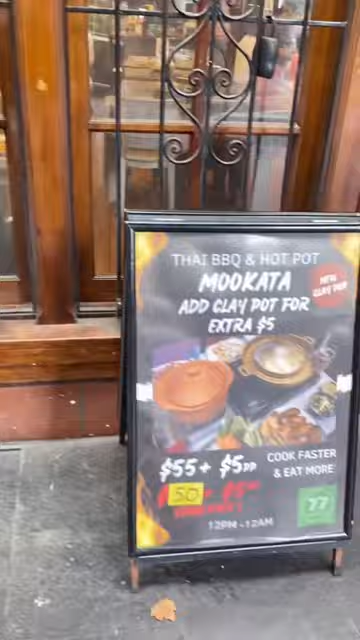 THAI BBQ & HOT POT
MOOKATA
NEW
CLAY POT
ADD CLAY POT FOR
EXTRA $5
$55 + $5PP
COOK FASTER
& EAT MORE
50
77
12PM - 12AM